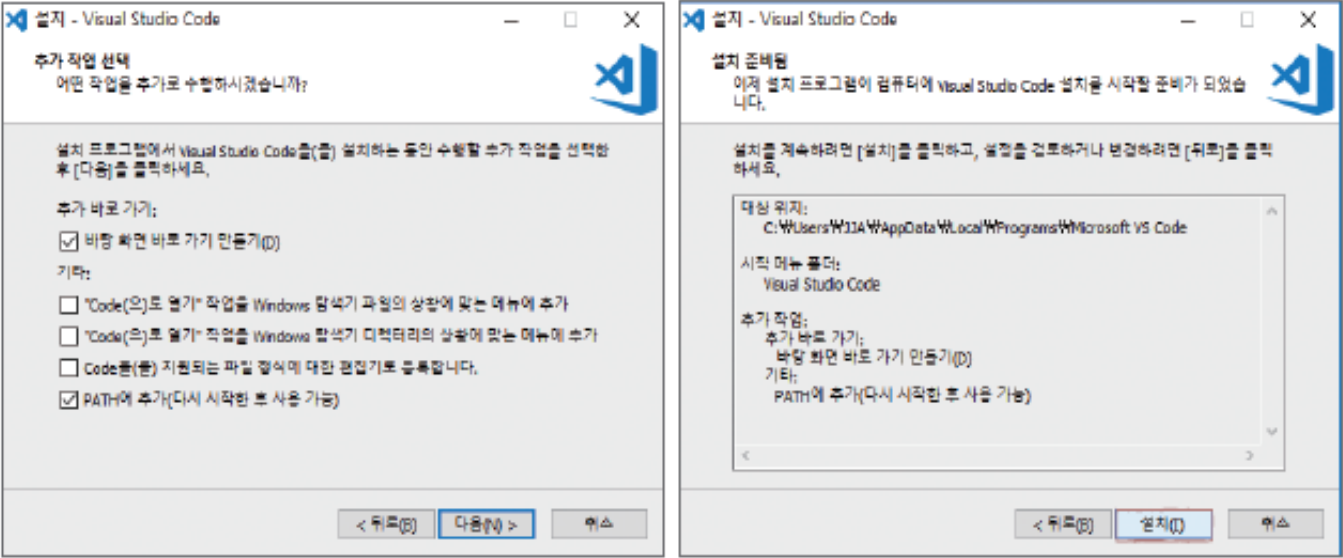 설치 - Visual Studio Code
추가 작업 선택
어떤 작업을 추가로 수행하시겠습니까?
설치 프로그램에서 Visual Studio Code을(를) 설치하는 동안 수행할 추가 작업을 선택한
후 [다음]을 클릭하세요.
추가 바로 가기:
바탕 화면 바로 가기 만들기(D)
기타:
"Code(으)로 열기" 작업을 Windows 탐색기 파일의 상황에 맞는 메뉴에 추가
"Code(으)로 열기" 작업을 Windows 탐색기 디렉터리의 상황에 맞는 메뉴에 추가
Code을(를) 지원되는 파일 형식에 대한 편집기로 등록합니다.
PATH에 추가(다시 시작한 후 사용 가능)
< 뒤로(B)
다음(N) >
취소
설치 - Visual Studio Code
설치 준비됨
이제 설치 프로그램이 컴퓨터에 Visual Studio Code 설치을 시작할 준비가 되었습
니다.
설치를 계속하려면 [설치]를 클릭하고, 설정을 검토하거나 변경하려면 [뒤로]를 클릭
하세요.
대상 위치:
C:₩Users₩JJA₩AppData₩Local₩Programs₩Microsoft VS Code
시작 메뉴 폴더:
Visual Studio Code
추가 작업:
추가 바로 가기:
바탕 화면 바로 가기 만들기(D)
기타:
PATH에 추가(다시 시작한 후 사용 가능)
< 뒤로(B)
설치(I)
취소